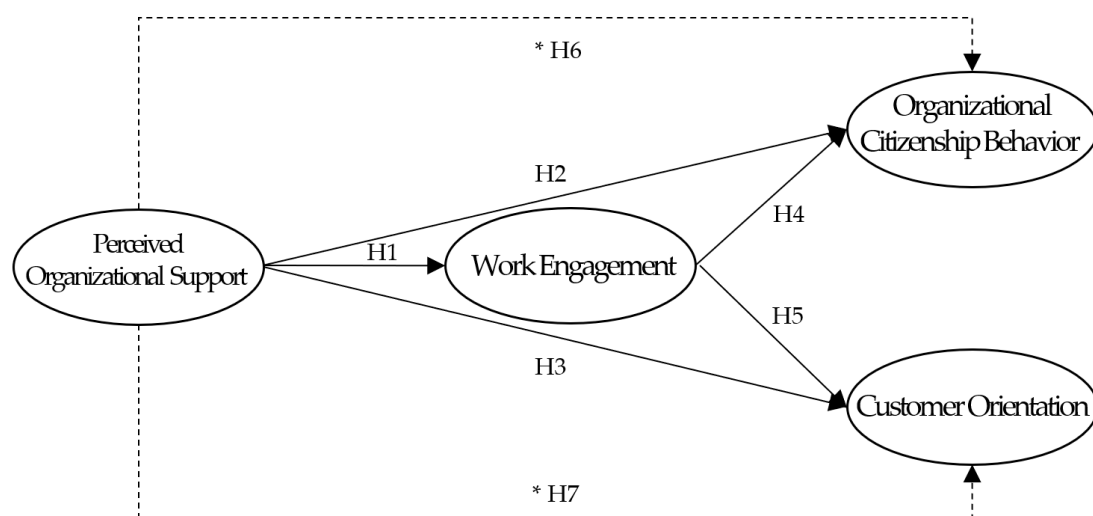 * H6
Organizational
Citizenship Behavior
H2
H4
Perceived
Organizational Support
H1
Work Engagement
H5
H3
Customer Orientation
* H7